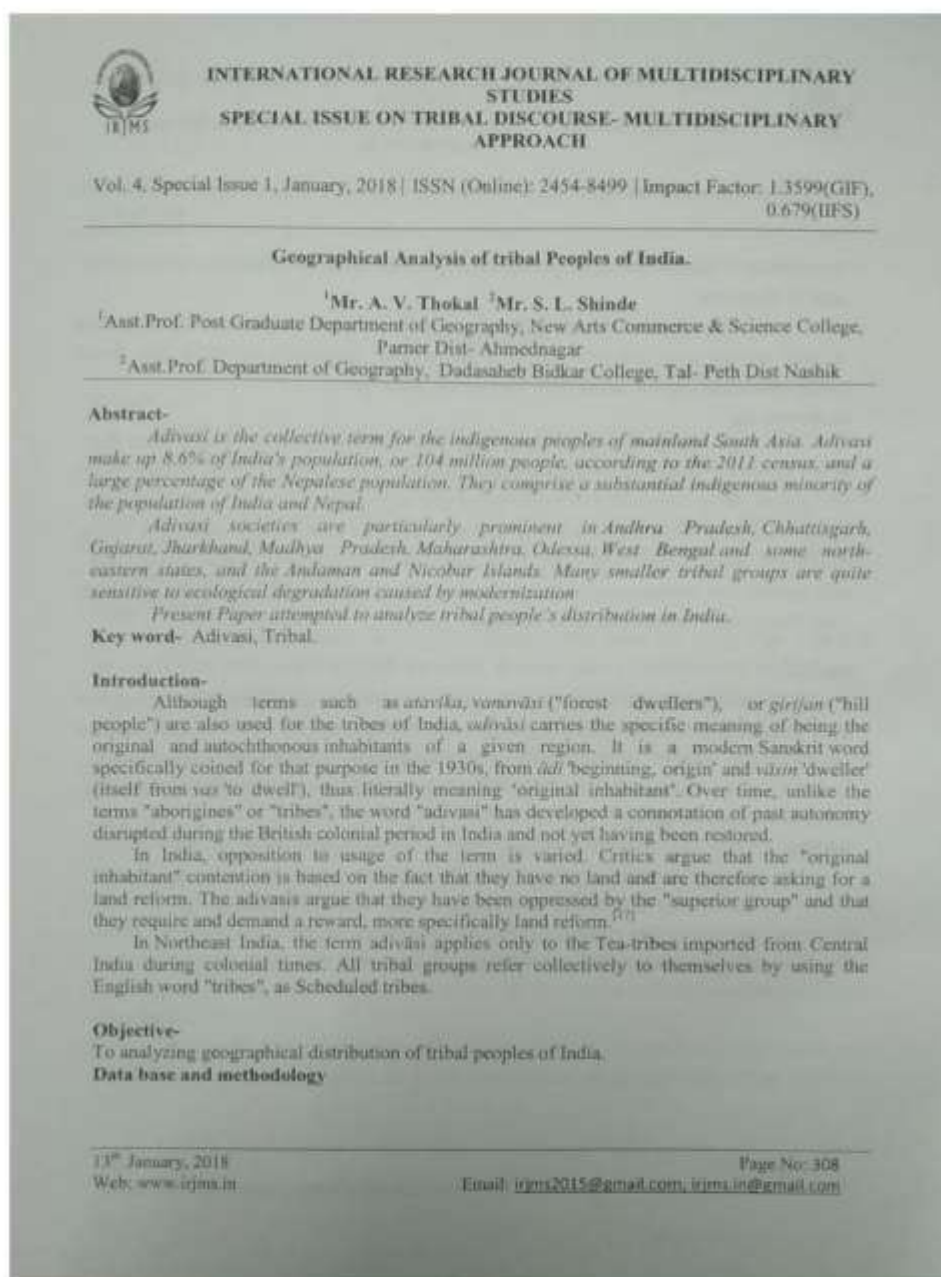 IRJMS
INTERNATIONAL RESEARCH JOURNAL OF MULTIDISCIPLINARY
STUDIES
SPECIAL ISSUE ON TRIBAL DISCOURSE- MULTIDISCIPLINARY
APPROACH
Vol. 4, Special Issue 1, January, 2018 | ISSN (Online): 2454-8499 | Impact Factor: 1.3599(GIF),
0.679(IIFS)
Geographical Analysis of tribal Peoples of India.
¹Mr. A. V. Thokal ²Mr. S. L. Shinde
¹Asst.Prof. Post Graduate Department of Geography, New Arts Commerce & Science College,
Parner Dist- Ahmednagar
²Asst.Prof. Department of Geography, Dadasaheb Bidkar College, Tal- Peth Dist Nashik
Abstract-
Adivasi is the collective term for the indigenous peoples of mainland South Asia. Adivasi
make up 8.6% of India's population, or 104 million people, according to the 2011 census, and a
large percentage of the Nepalese population. They comprise a substantial indigenous minority of
the population of India and Nepal.
Adivasi societies are particularly prominent in Andhra Pradesh, Chhattisgarh,
Gujarat, Jharkhand, Madhya Pradesh, Maharashtra, Odessa, West Bengal and some north-
eastern states, and the Andaman and Nicobar Islands. Many smaller tribal groups are quite
sensitive to ecological degradation caused by modernization
Present Paper attempted to analyze tribal people's distribution in India.
Key word- Adivasi, Tribal.
Introduction-
Although terms such as atavika, vanavāsi ("forest dwellers"), or girijan ("hill
people") are also used for the tribes of India, adivāsi carries the specific meaning of being the
original and autochthonous inhabitants of a given region. It is a modern Sanskrit word
specifically coined for that purpose in the 1930s, from ādi 'beginning, origin' and vāsin 'dweller'
(itself from vas 'to dwell'), thus literally meaning 'original inhabitant'. Over time, unlike the
terms "aborigines" or "tribes", the word "adivasi" has developed a connotation of past autonomy
disrupted during the British colonial period in India and not yet having been restored.
In India, opposition to usage of the term is varied. Critics argue that the "original
inhabitant" contention is based on the fact that they have no land and are therefore asking for a
land reform. The adivasis argue that they have been oppressed by the "superior group" and that
they require and demand a reward, more specifically land reform.[17]
In Northeast India, the term adivāsi applies only to the Tea-tribes imported from Central
India during colonial times. All tribal groups refer collectively to themselves by using the
English word "tribes", as Scheduled tribes.
Objective-
To analyzing geographical distribution of tribal peoples of India.
Data base and methodology
13th January, 2018 Page No: 308
Web: www.irjms.in Email: irjms2015@gmail.com, irjms.in@gmail.com